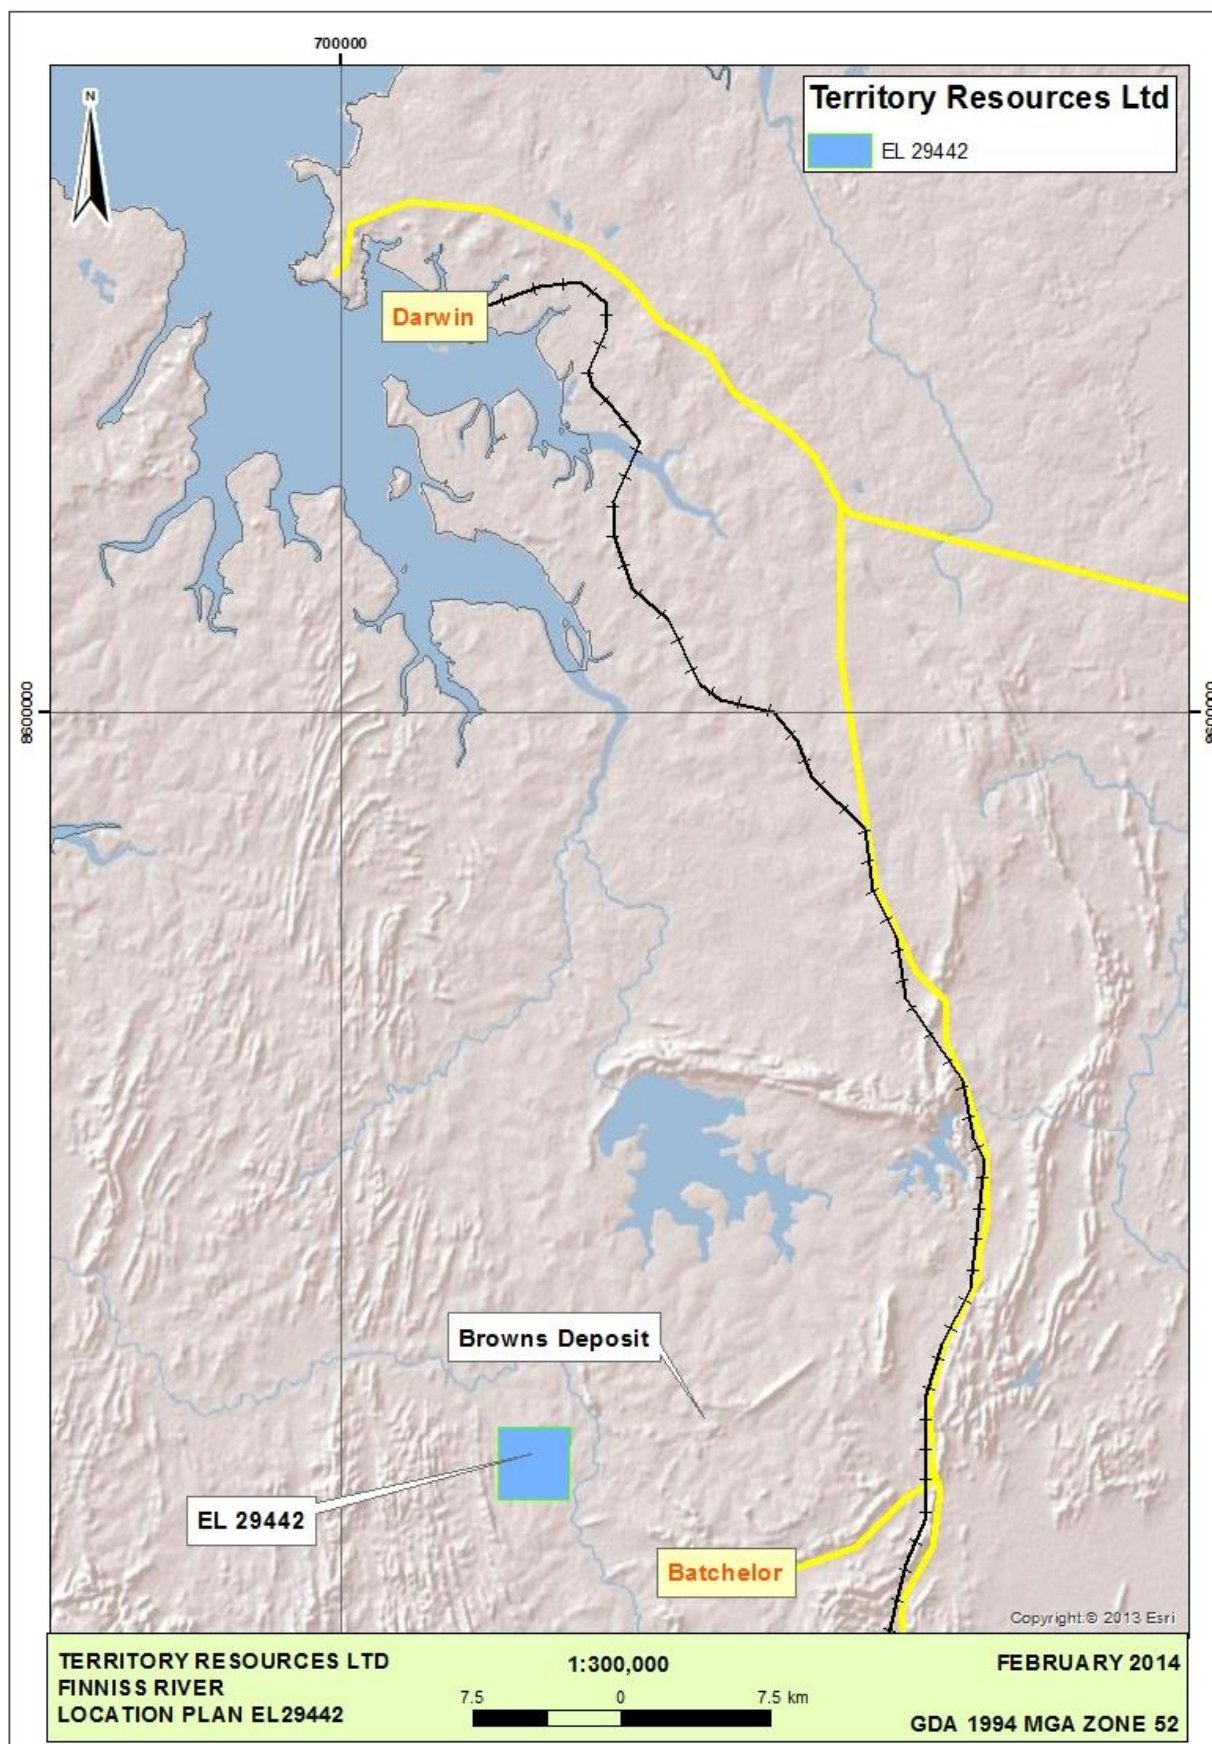 700000
N
Territory Resources Ltd
EL 29442
Darwin
8600000
8600000
Browns Deposit
EL 29442
Batchelor
Copyright:© 2013 Esri
TERRITORY RESOURCES LTD
FINNISS RIVER
LOCATION PLAN EL29442
1:300,000
7.5 0 7.5 km
FEBRUARY 2014
GDA 1994 MGA ZONE 52